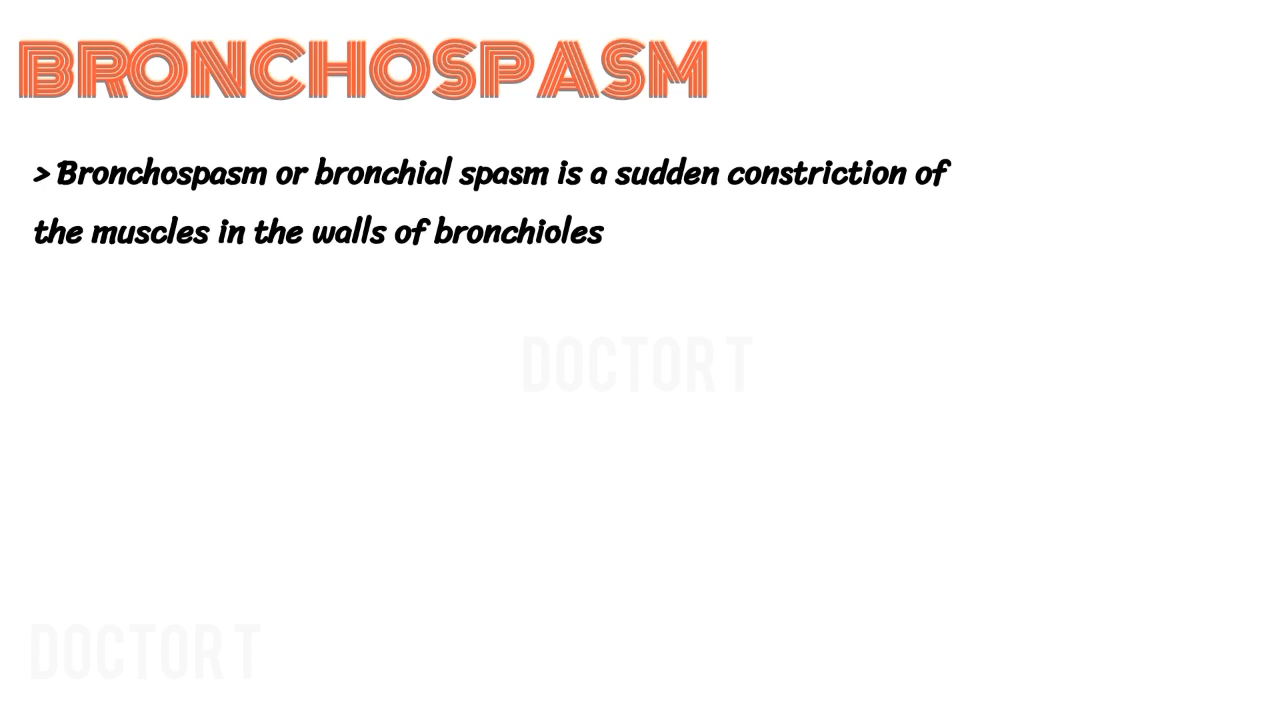 BRONCHOSPASM
> Bronchospasm or bronchial spasm is a sudden constriction of
the muscles in the walls of bronchioles
DOCTOR T
DOCTOR T